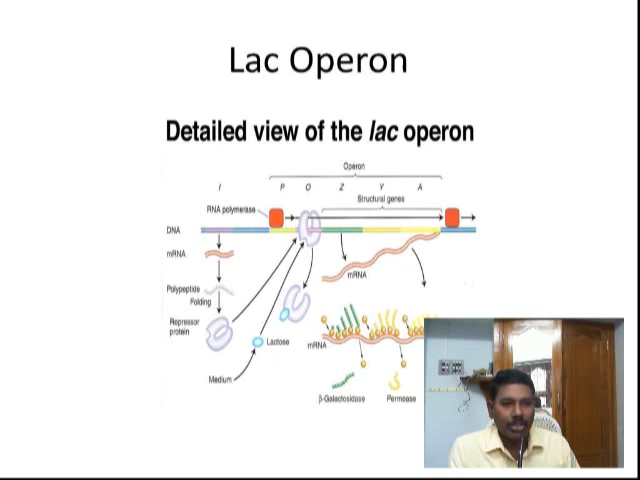 Lac Operon
Detailed view of the lac operon
Operon
I P O Z Y A
Structural genes
RNA polymerase
DNA
mRNA
mRNA
Polypeptide
Folding
Repressor
protein
Lactose
mRNA
Medium
β-Galactosidase Permease